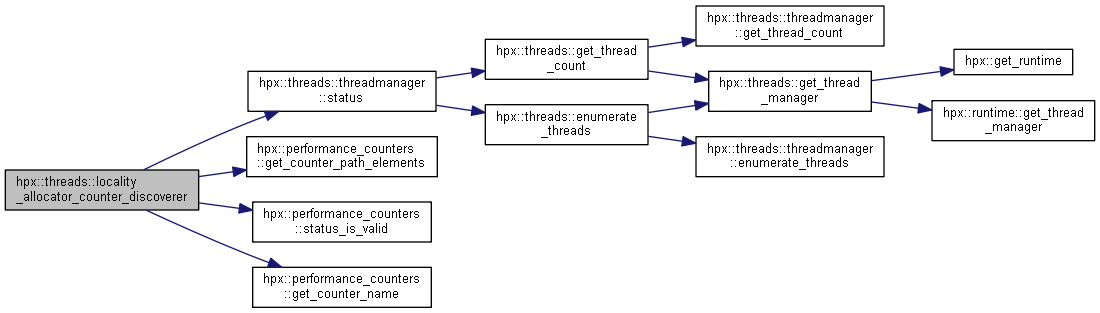 hpx::threads::locality
_allocator_counter_discoverer
hpx::threads::threadmanager
::status
hpx::performance_counters
::get_counter_path_elements
hpx::performance_counters
::status_is_valid
hpx::performance_counters
::get_counter_name
hpx::threads::get_thread
_count
hpx::threads::enumerate
_threads
hpx::threads::threadmanager
::get_thread_count
hpx::threads::get_thread
_manager
hpx::threads::threadmanager
::enumerate_threads
hpx::get_runtime
hpx::runtime::get_thread
_manager